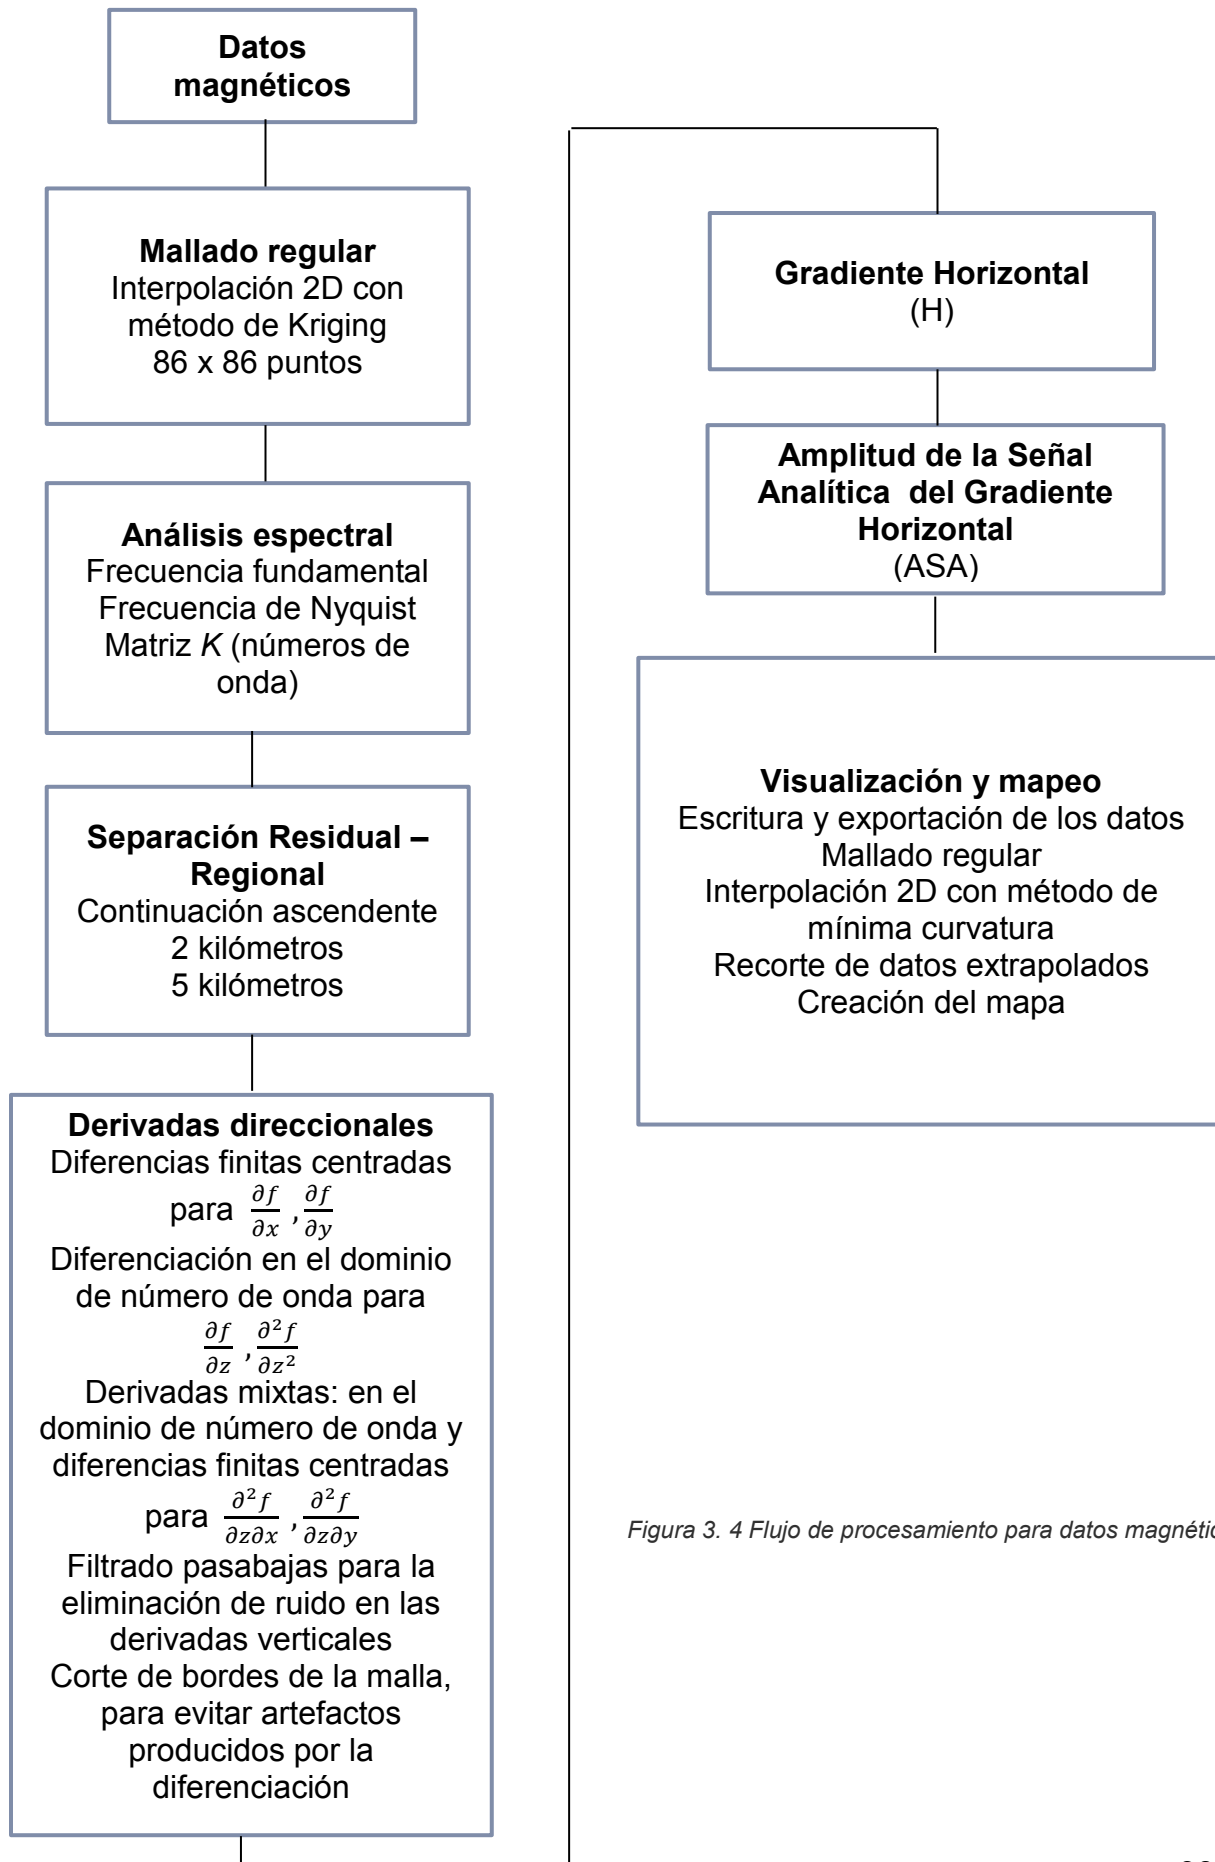 Datos
magnéticos
Mallado regular
Interpolación 2D con
método de Kriging
86 x 86 puntos
Análisis espectral
Frecuencia fundamental
Frecuencia de Nyquist
Matriz K (números de
onda)
Separación Residual –
Regional
Continuación ascendente
2 kilómetros
5 kilómetros
Derivadas direccionales
Diferencias finitas centradas
para ∂f/∂x , ∂f/∂y
Diferenciación en el dominio
de número de onda para
∂f/∂z , ∂²f/∂z²
Derivadas mixtas: en el
dominio de número de onda y
diferencias finitas centradas
para ∂²f/∂z∂x , ∂²f/∂z∂y
Filtrado pasabajas para la
eliminación de ruido en las
derivadas verticales
Corte de bordes de la malla,
para evitar artefactos
producidos por la
diferenciación
Gradiente Horizontal
(H)
Amplitud de la Señal
Analítica del Gradiente
Horizontal
(ASA)
Visualización y mapeo
Escritura y exportación de los datos
Mallado regular
Interpolación 2D con método de
mínima curvatura
Recorte de datos extrapolados
Creación del mapa
Figura 3. 4 Flujo de procesamiento para datos magnétic